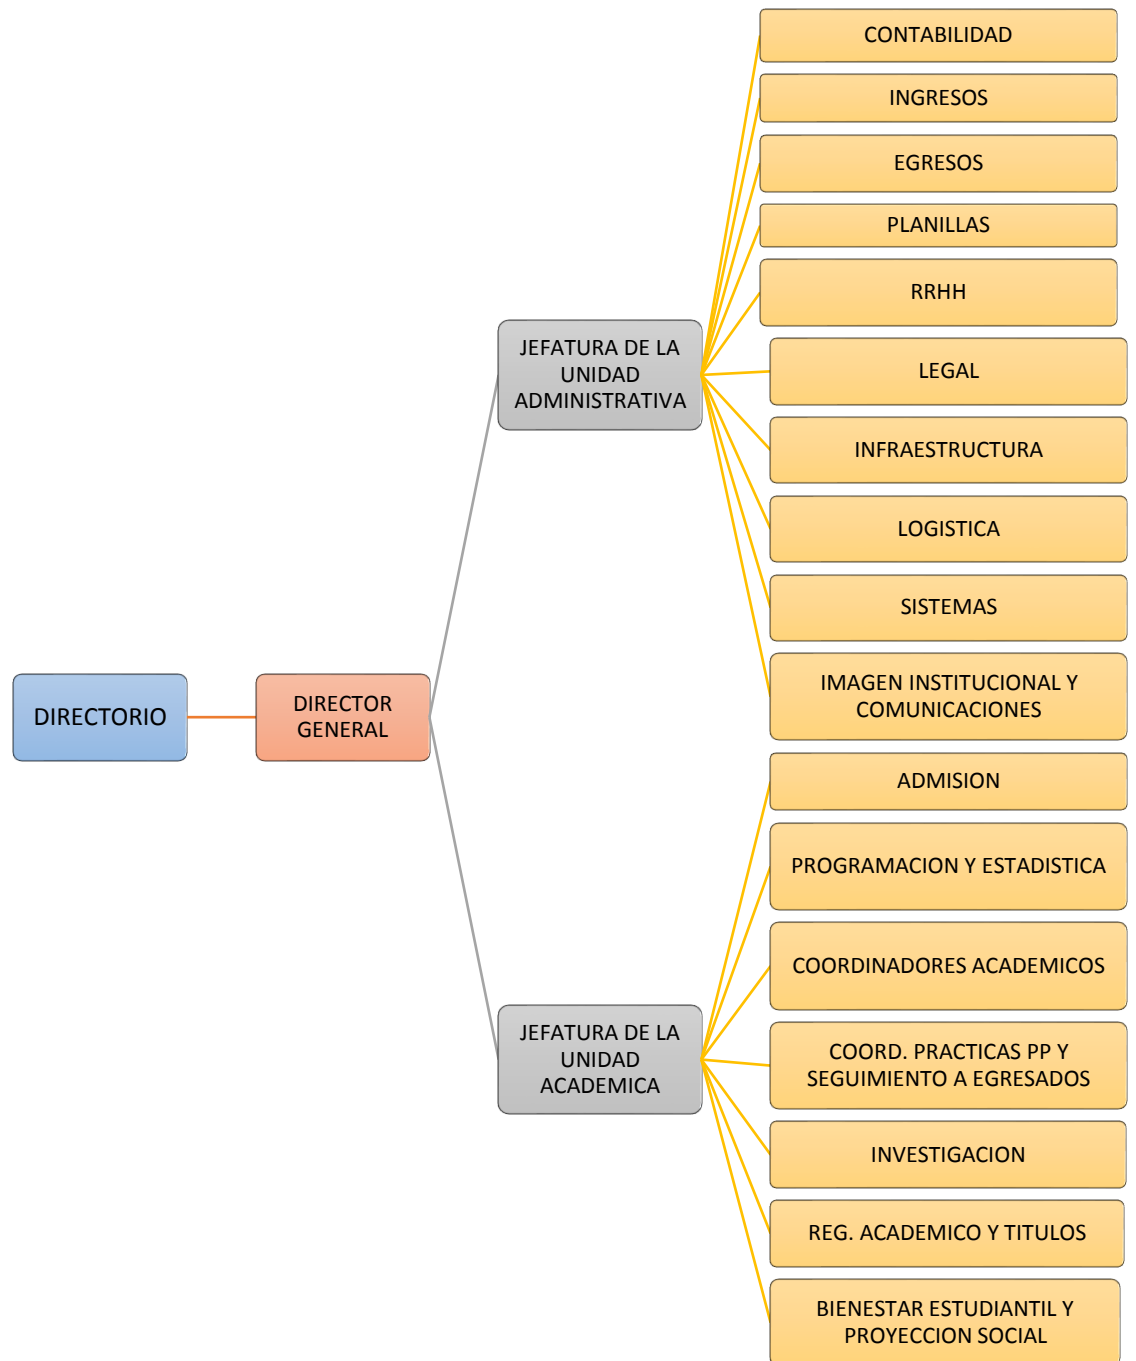 DIRECTORIO
DIRECTOR
GENERAL
JEFATURA DE LA
UNIDAD
ADMINISTRATIVA
CONTABILIDAD
INGRESOS
EGRESOS
PLANILLAS
RRHH
LEGAL
INFRAESTRUCTURA
LOGISTICA
SISTEMAS
IMAGEN INSTITUCIONAL Y
COMUNICACIONES
JEFATURA DE LA
UNIDAD
ACADEMICA
ADMISION
PROGRAMACION Y ESTADISTICA
COORDINADORES ACADEMICOS
COORD. PRACTICAS PP Y
SEGUIMIENTO A EGRESADOS
INVESTIGACION
REG. ACADEMICO Y TITULOS
BIENESTAR ESTUDIANTIL Y
PROYECCION SOCIAL